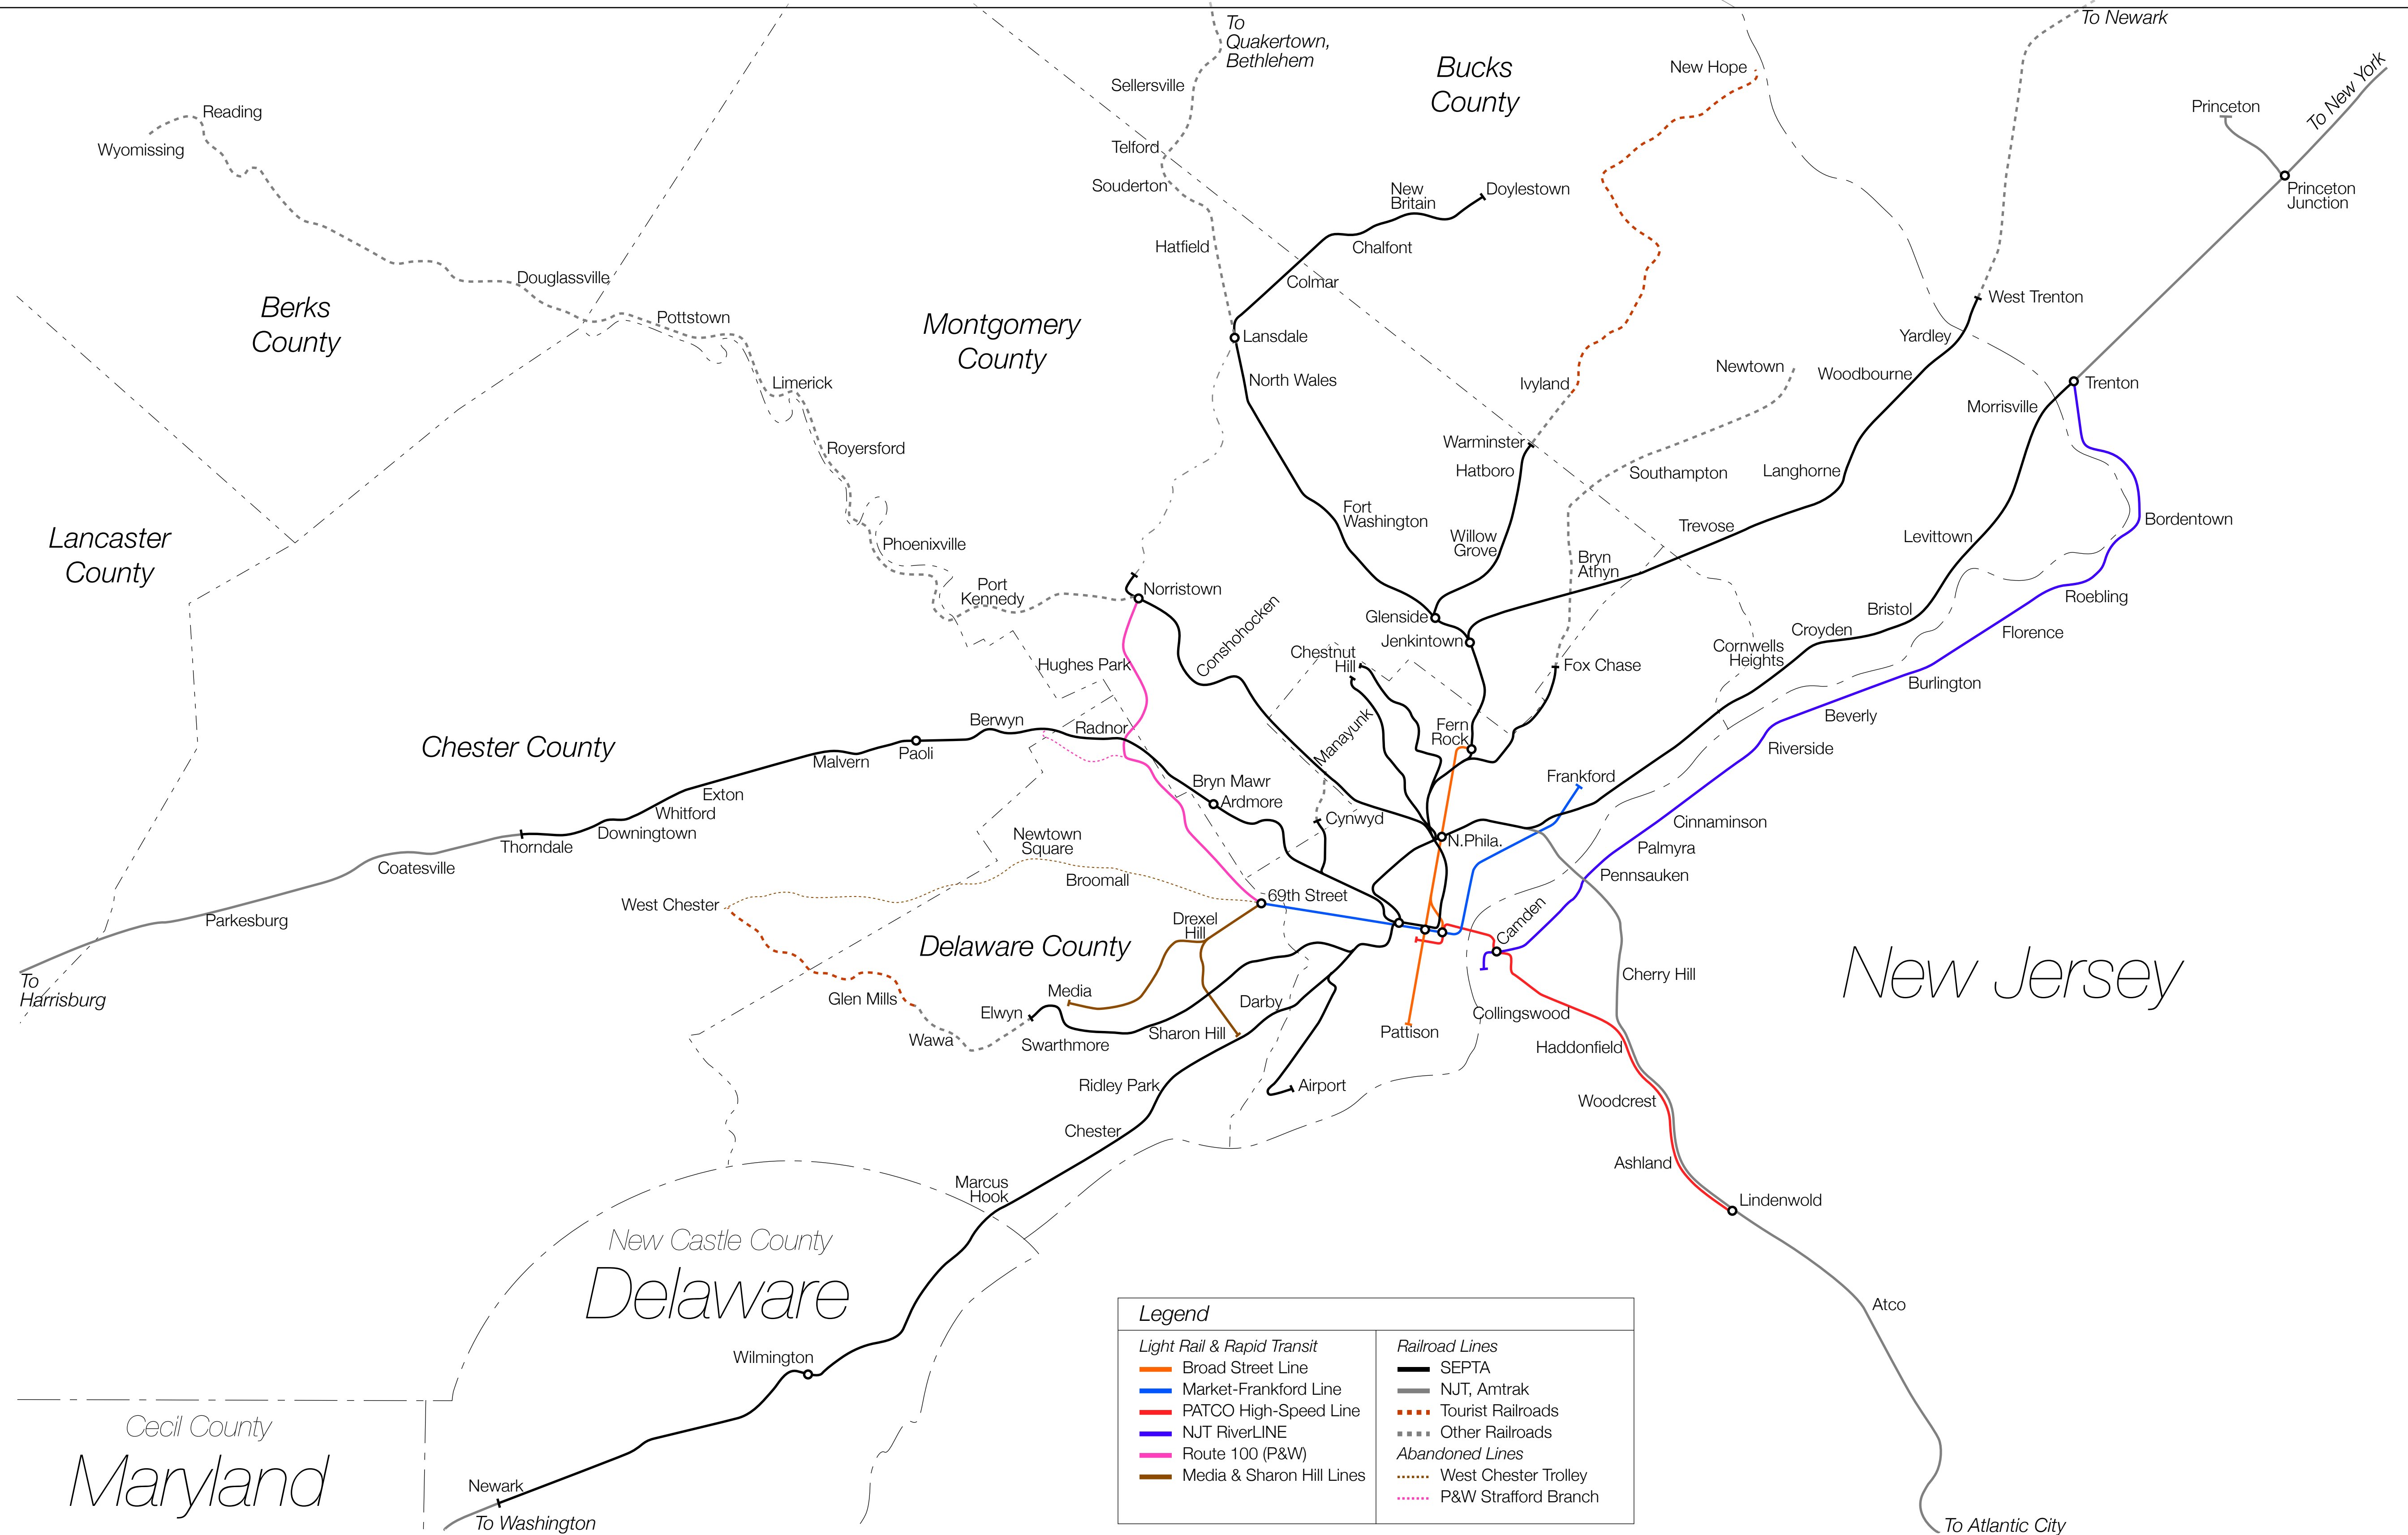 To Newark
To
Quakertown,
Bethlehem
Bucks
County
New Hope
To New York
Sellersville
Princeton
Reading
Wyomissing
Telford
Souderton
New
Britain
Doylestown
Princeton
Junction
Hatfield
Chalfont
Colmar
Douglassville
West Trenton
Berks
County
Pottstown
Montgomery
County
Lansdale
Yardley
North Wales
Ivyland
Newtown
Woodbourne
Trenton
Limerick
Morrisville
Royersford
Warminster
Hatboro
Southampton
Langhorne
Fort
Washington
Trevose
Bordentown
Lancaster
County
Phoenixville
Willow
Grove
Bryn
Athyn
Levittown
Port
Kennedy
Norristown
Conshohocken
Glenside
Jenkintown
Roebling
Bristol
Croyden
Florence
Cornwells
Heights
Chestnut
Hill
Fox Chase
Hughes Park
Burlington
Chester County
Berwyn
Radnor
Manayunk
Fern
Rock
Beverly
Riverside
Paoli
Malvern
Bryn Mawr
Ardmore
Frankford
Exton
Whitford
Downingtown
Thorndale
Cynwyd
N.Phila.
Cinnaminson
Newtown
Square
Palmyra
Coatesville
Broomall
Pennsauken
69th Street
West Chester
Parkesburg
Drexel
Hill
Camden
Delaware County
New Jersey
To
Harrisburg
Glen Mills
Media
Elwyn
Darby
Cherry Hill
Collingswood
Wawa
Swarthmore
Sharon Hill
Pattison
Haddonfield
Ridley Park
Airport
Woodcrest
Chester
Ashland
Marcus
Hook
Lindenwold
New Castle County
Delaware
Atco
Wilmington
Cecil County
Maryland
Newark
To Washington
To Atlantic City
Legend
Light Rail & Rapid Transit
Broad Street Line
Market-Frankford Line
PATCO High-Speed Line
NJT RiverLINE
Route 100 (P&W)
Media & Sharon Hill Lines
Railroad Lines
SEPTA
NJT, Amtrak
Tourist Railroads
Other Railroads
Abandoned Lines
West Chester Trolley
P&W Strafford Branch